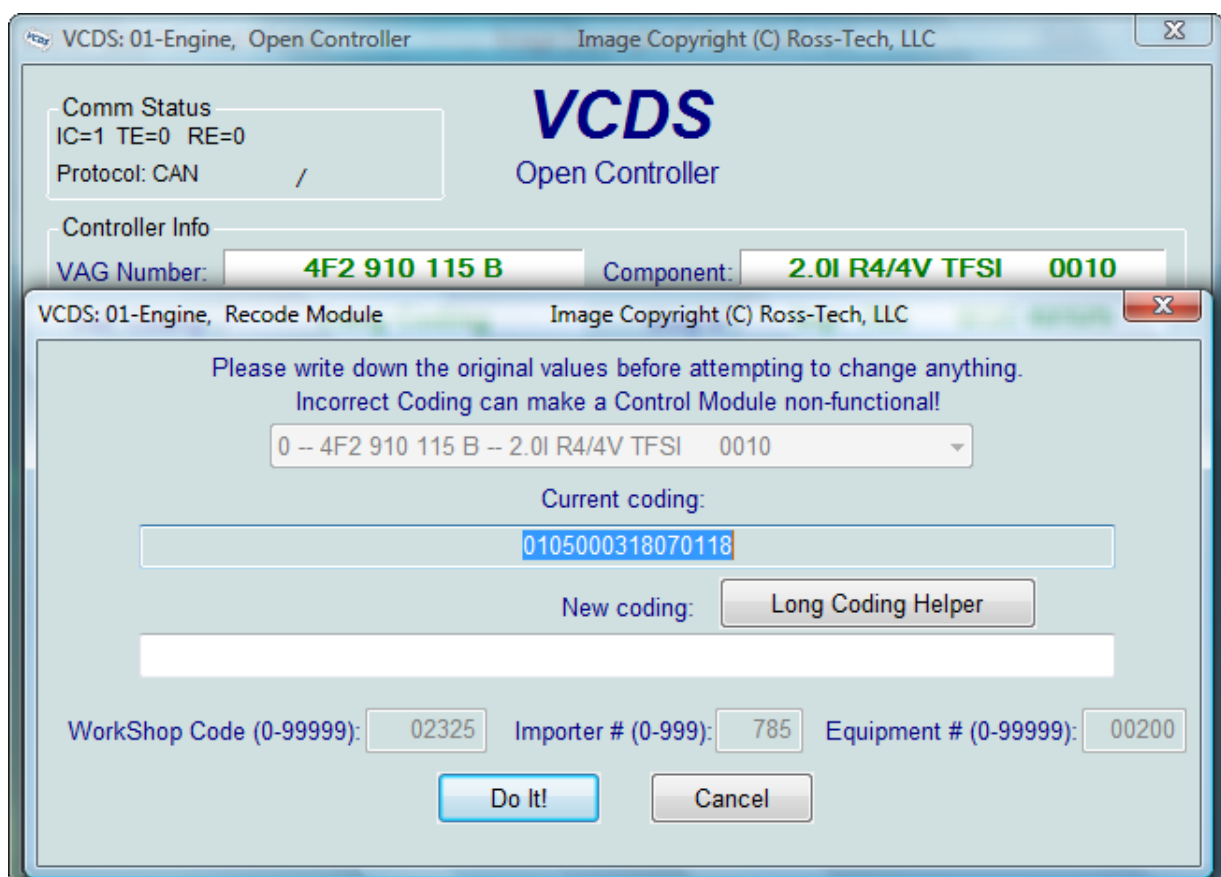 VCDS: 01-Engine, Open Controller Image Copyright (C) Ross-Tech, LLC
Comm Status
IC=1 TE=0 RE=0
Protocol: CAN /
VCDS
Open Controller
Controller Info
VAG Number: 4F2 910 115 B Component: 2.0l R4/4V TFSI 0010
VCDS: 01-Engine, Recode Module Image Copyright (C) Ross-Tech, LLC
Please write down the original values before attempting to change anything.
Incorrect Coding can make a Control Module non-functional!
0 -- 4F2 910 115 B -- 2.0l R4/4V TFSI 0010
Current coding:
0105000318070118
New coding: Long Coding Helper
WorkShop Code (0-99999): 02325 Importer # (0-999): 785 Equipment # (0-99999): 00200
Do It! Cancel